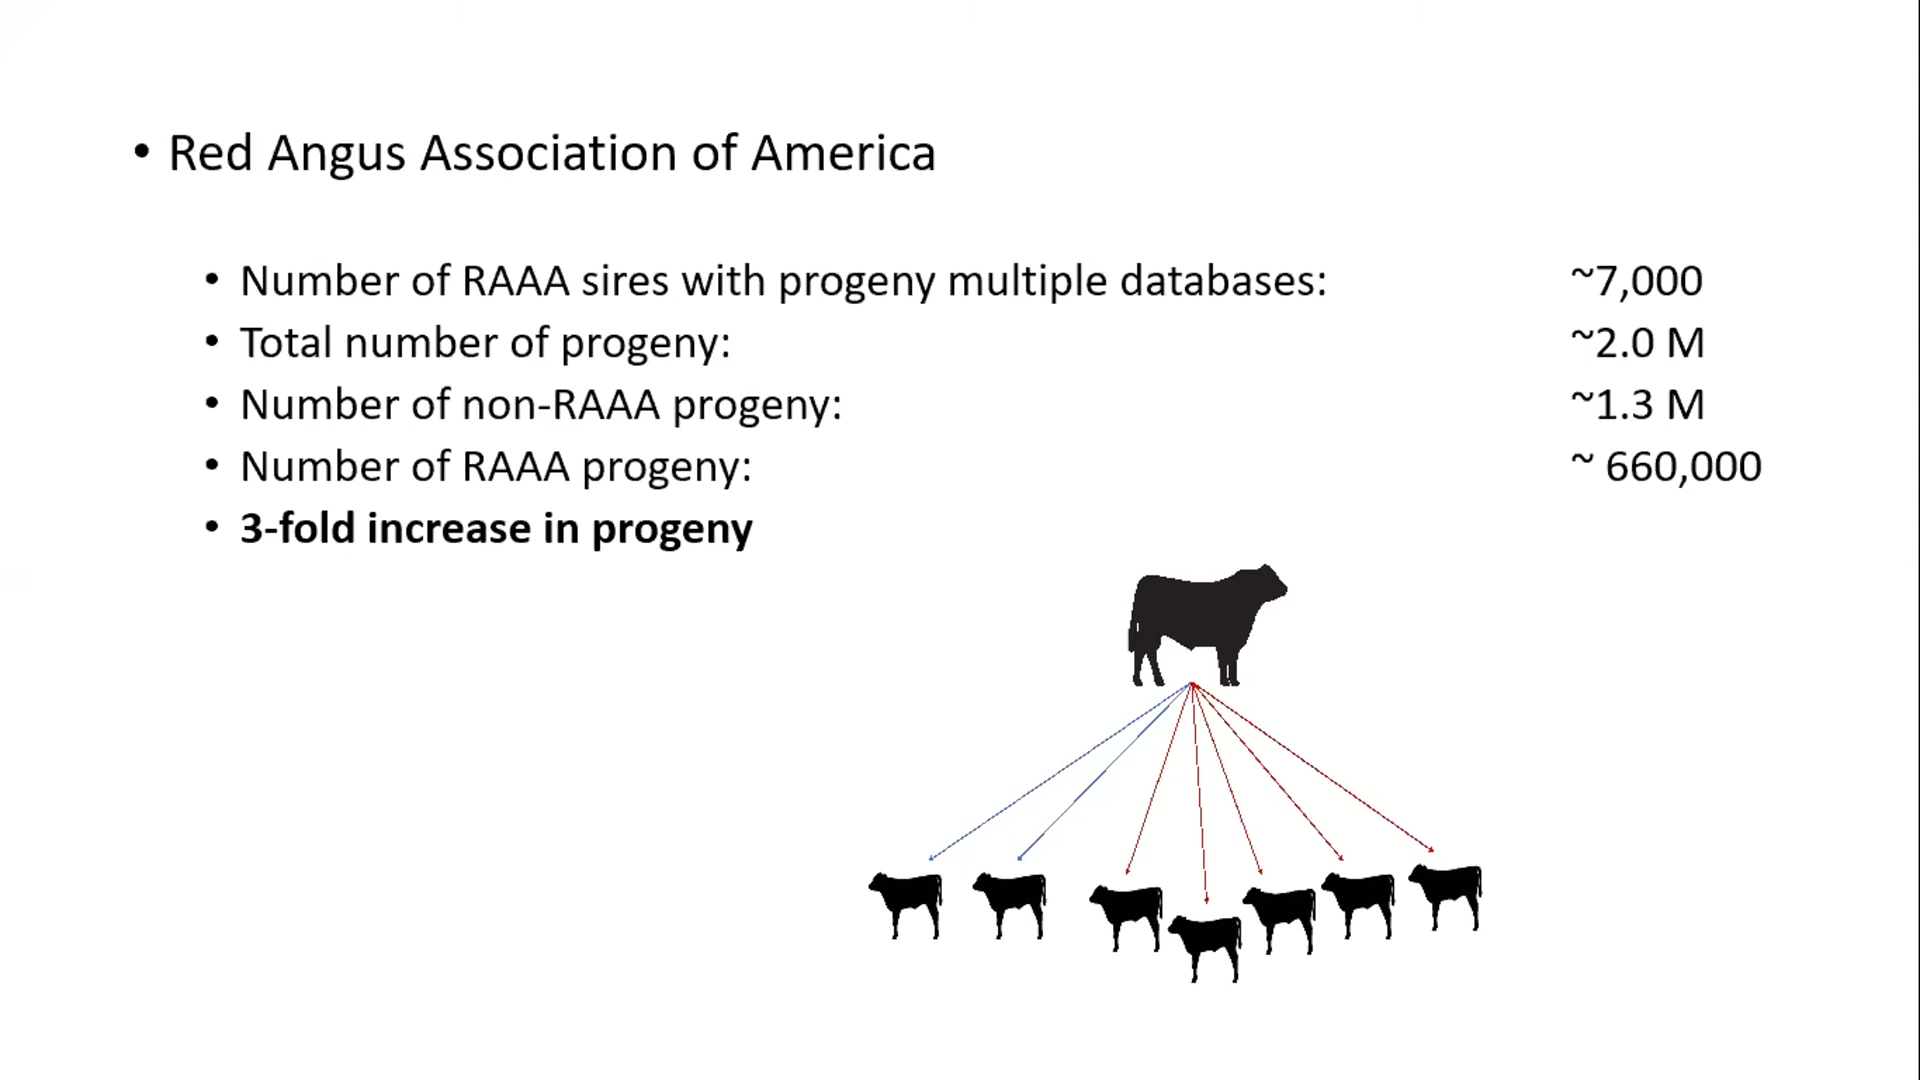 • Red Angus Association of America
• Number of RAAA sires with progeny multiple databases: ~7,000
• Total number of progeny: ~2.0 M
• Number of non-RAAA progeny: ~1.3 M
• Number of RAAA progeny: ~ 660,000
• 3-fold increase in progeny